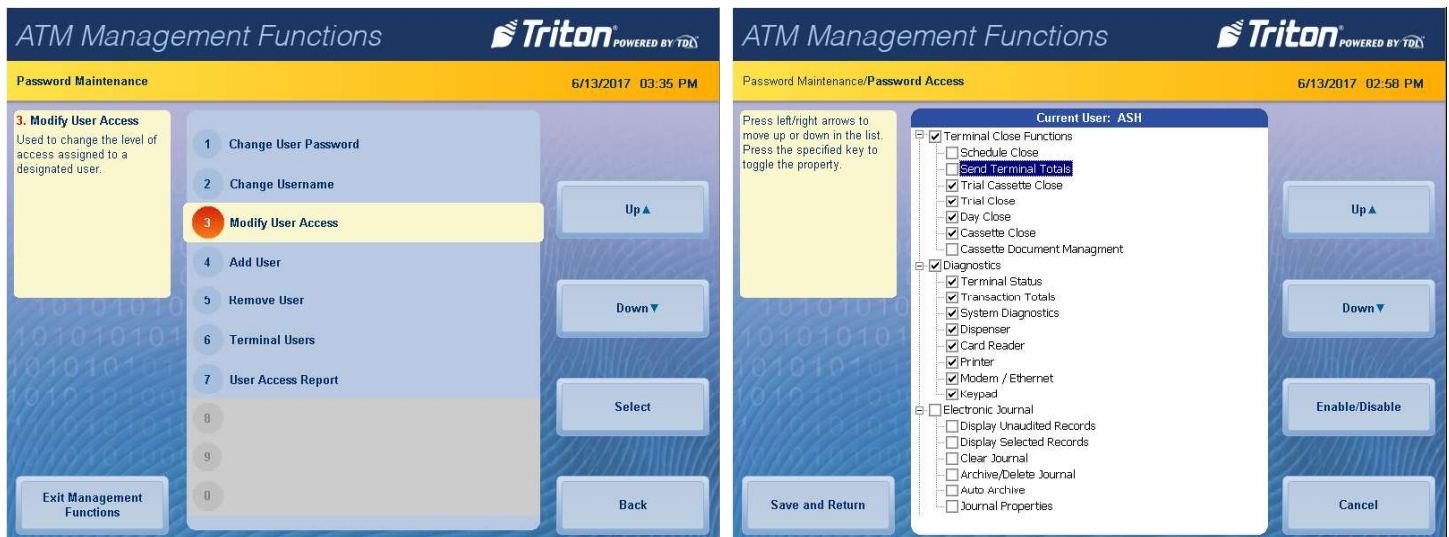 ATM Management Functions
Triton POWERED BY TDL
Password Maintenance
6/13/2017 03:35 PM
3. Modify User Access
Used to change the level of
access assigned to a
designated user.
1 Change User Password
2 Change Username
3 Modify User Access
4 Add User
5 Remove User
6 Terminal Users
7 User Access Report
8
9
0
Up
Down
Select
Exit Management
Functions
Back
ATM Management Functions
Triton POWERED BY TDL
Password Maintenance/Password Access
6/13/2017 02:58 PM
Press left/right arrows to
move up or down in the list.
Press the specified key to
toggle the property.
Current User: ASH
Terminal Close Functions
Schedule Close
Send Terminal Totals
Trial Cassette Close
Trial Close
Day Close
Cassette Close
Cassette Document Managment
Diagnostics
Terminal Status
Transaction Totals
System Diagnostics
Dispenser
Card Reader
Printer
Modem / Ethernet
Keypad
Electronic Journal
Display Unaudited Records
Display Selected Records
Clear Journal
Archive/Delete Journal
Auto Archive
Journal Properties
Up
Down
Enable/Disable
Save and Return
Cancel